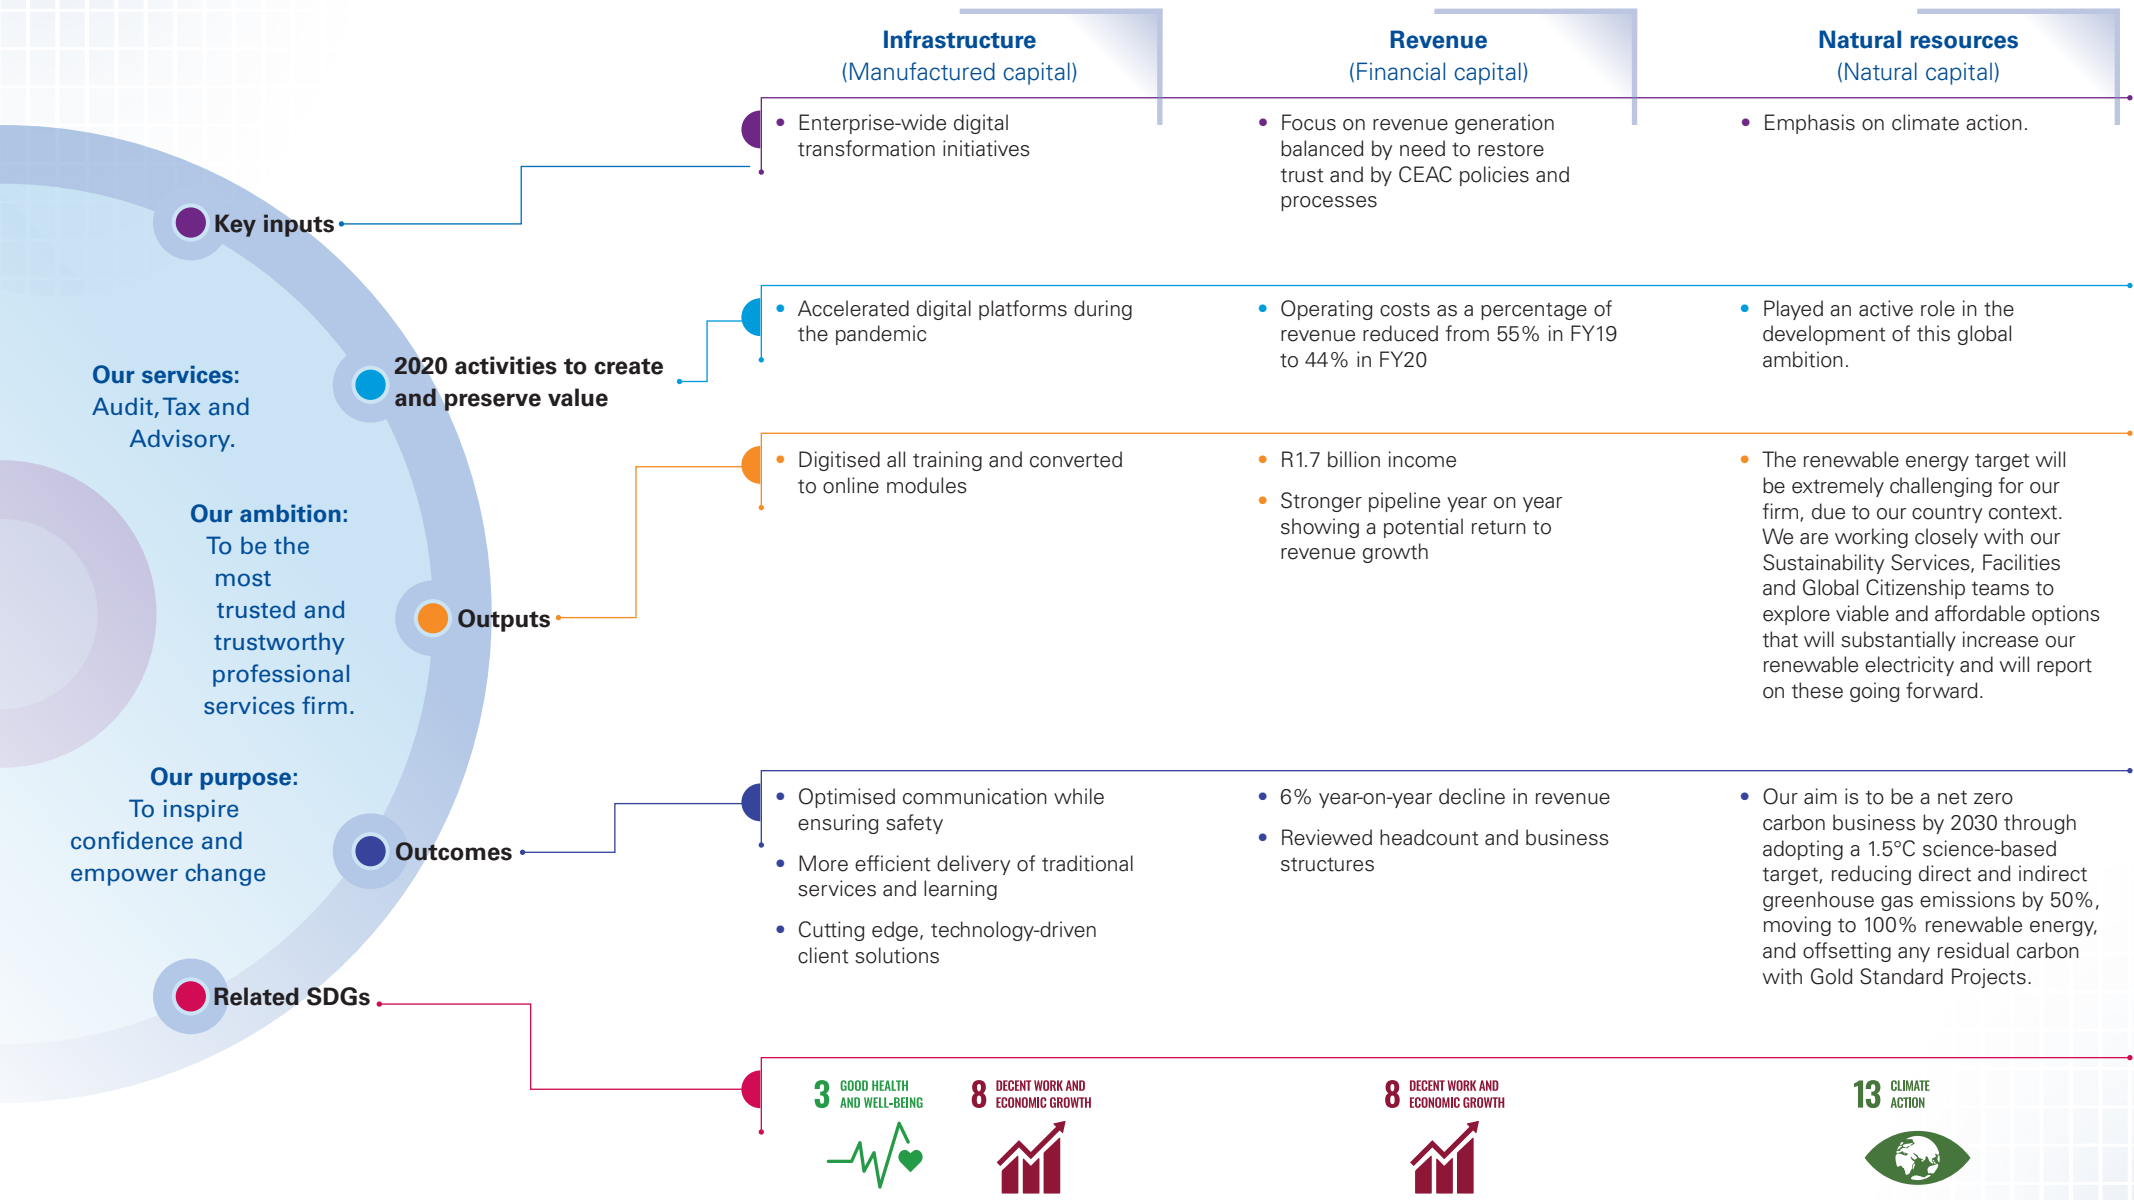 Infrastructure
(Manufactured capital)
Revenue
(Financial capital)
Natural resources
(Natural capital)
Our services:
Audit, Tax and
Advisory.
Our ambition:
To be the
most
trusted and
trustworthy
professional
services firm.
Our purpose:
To inspire
confidence and
empower change
Key inputs
• Enterprise-wide digital
transformation initiatives
• Focus on revenue generation
balanced by need to restore
trust and by CEAC policies and
processes
• Emphasis on climate action.
2020 activities to create
and preserve value
• Accelerated digital platforms during
the pandemic
• Operating costs as a percentage of
revenue reduced from 55% in FY19
to 44% in FY20
• Played an active role in the
development of this global
ambition.
Outputs
• Digitised all training and converted
to online modules
• R1.7 billion income
• Stronger pipeline year on year
showing a potential return to
revenue growth
• The renewable energy target will
be extremely challenging for our
firm, due to our country context.
We are working closely with our
Sustainability Services, Facilities
and Global Citizenship teams to
explore viable and affordable options
that will substantially increase our
renewable electricity and will report
on these going forward.
Outcomes
• Optimised communication while
ensuring safety
• More efficient delivery of traditional
services and learning
• Cutting edge, technology-driven
client solutions
• 6% year-on-year decline in revenue
• Reviewed headcount and business
structures
• Our aim is to be a net zero
carbon business by 2030 through
adopting a 1.5°C science-based
target, reducing direct and indirect
greenhouse gas emissions by 50%,
moving to 100% renewable energy,
and offsetting any residual carbon
with Gold Standard Projects.
Related SDGs
3 GOOD HEALTH
AND WELL-BEING
8 DECENT WORK AND
ECONOMIC GROWTH
8 DECENT WORK AND
ECONOMIC GROWTH
13 CLIMATE
ACTION